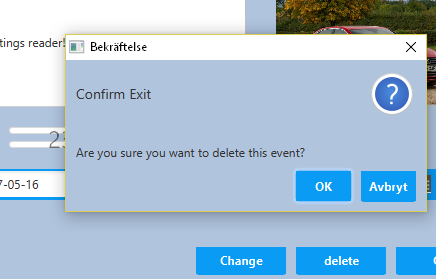 Bekräftelse
tings reader!
Confirm Exit
?
23
Are you sure you want to delete this event?
7-05-16
OK
Avbryt
Change
delete